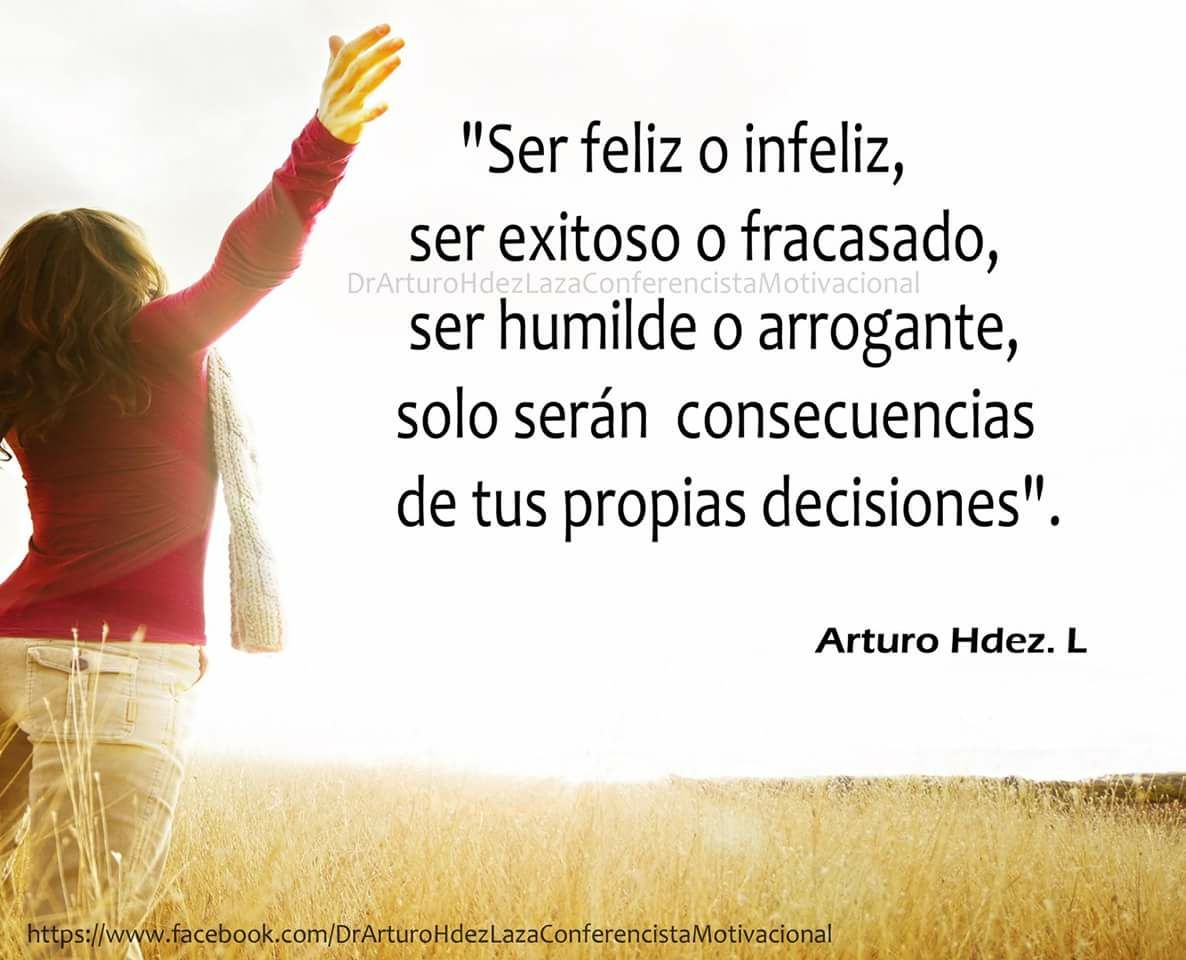 "Ser feliz o infeliz,
ser exitoso o fracasado,
DrArturoHdezLazaConferencistaMotivacional
ser humilde o arrogante,
solo serán consecuencias
de tus propias decisiones".
Arturo Hdez. L
https://www.facebook.com/DrArturoHdezLazaConferencistaMotivacional